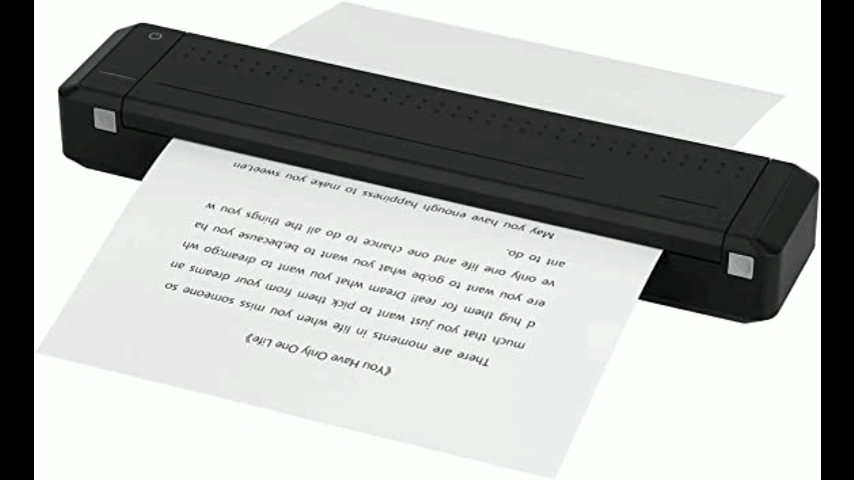 《You Have Only One Life》
There are moments in life when you miss someone so
much that you just want to pick them from your dreams an
d hug them for real! Dream what you want to dream;go wh
ere you want to go;be what you want to be,because you ha
ve only one life and one chance to do all the things you w
ant to do.
May you have enough happiness to make you sweet,en